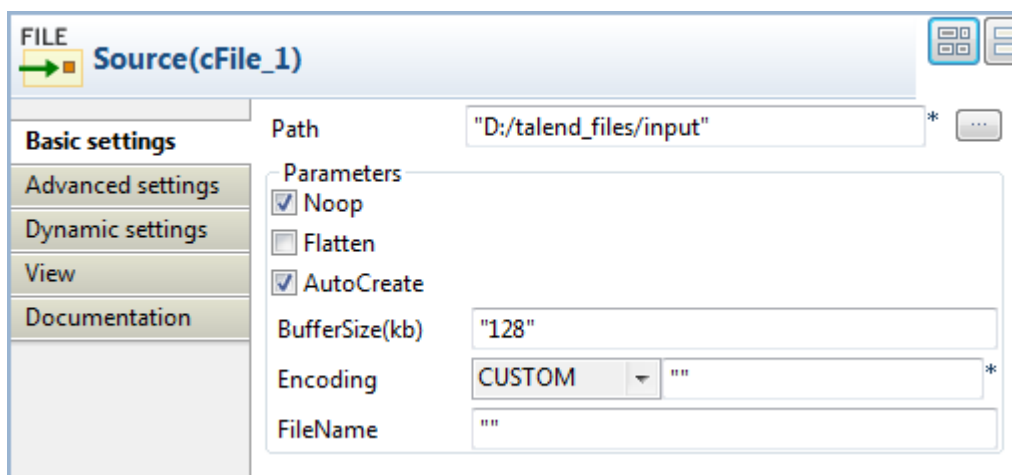 FILE
Source(cFile_1)
Basic settings
Advanced settings
Dynamic settings
View
Documentation
Path "D:/talend_files/input" * ...
Parameters
Noop
Flatten
AutoCreate
BufferSize(kb) "128"
Encoding CUSTOM "" *
FileName ""